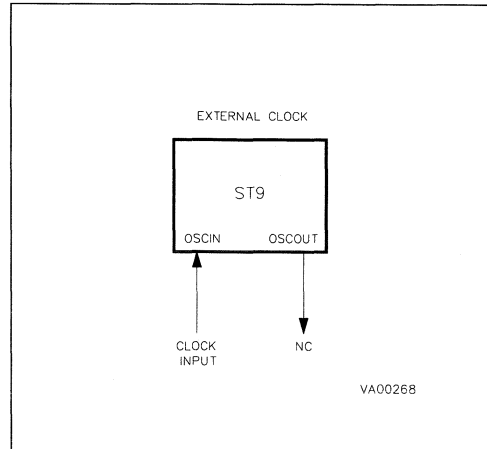 EXTERNAL CLOCK
ST9
OSCIN OSCOUT
CLOCK
INPUT
NC
VA00268